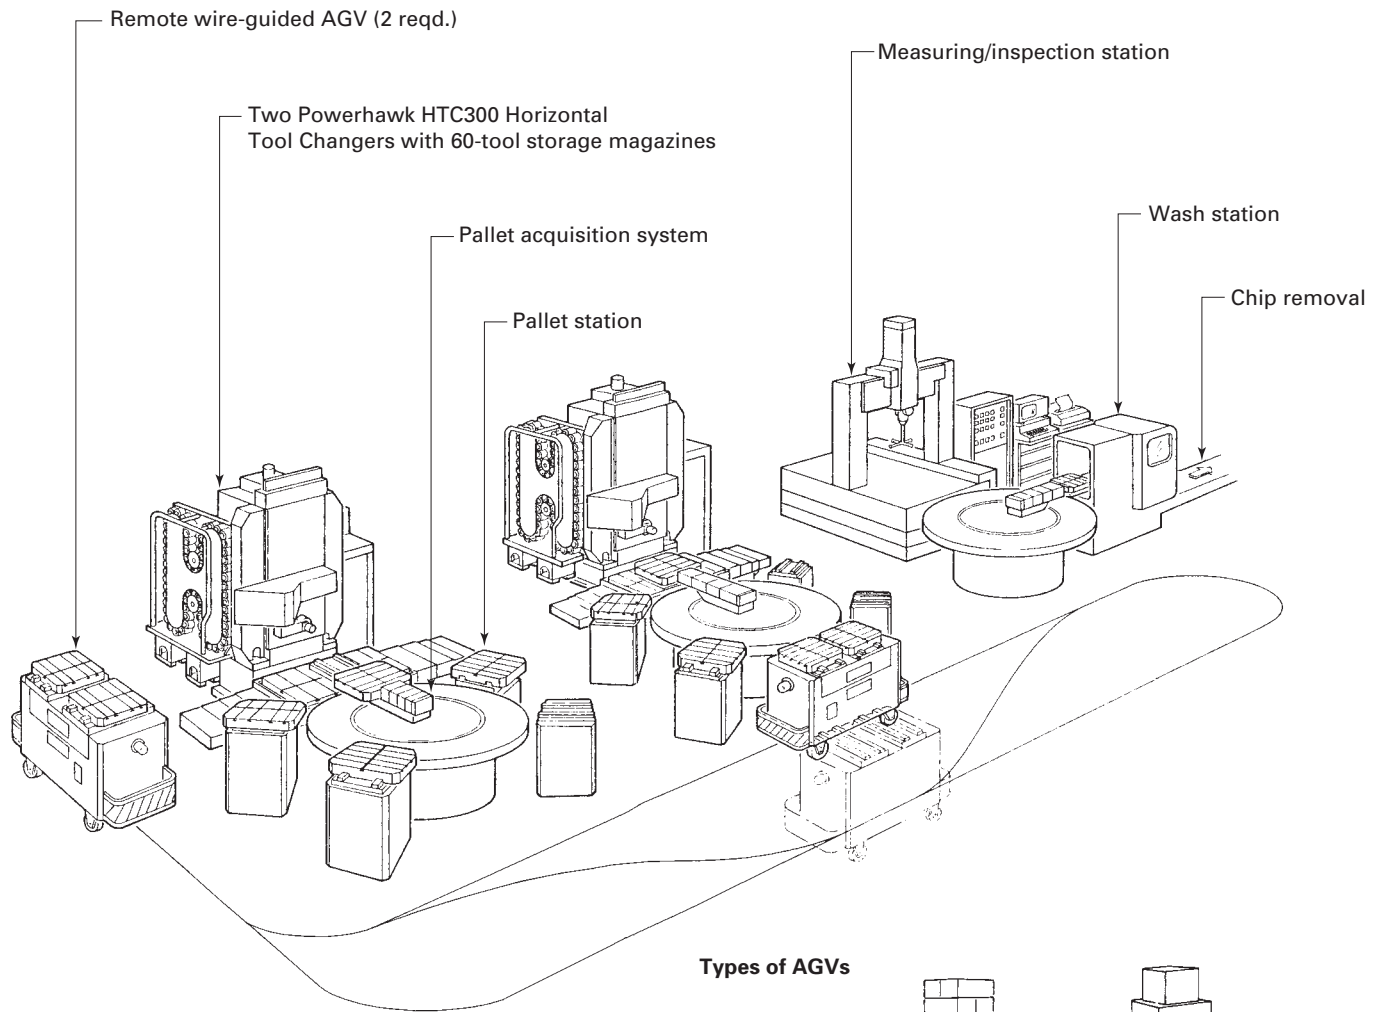 Remote wire-guided AGV (2 reqd.)
Measuring/inspection station
Two Powerhawk HTC300 Horizontal
Tool Changers with 60-tool storage magazines
Wash station
Pallet acquisition system
Chip removal
Pallet station
Types of AGVs